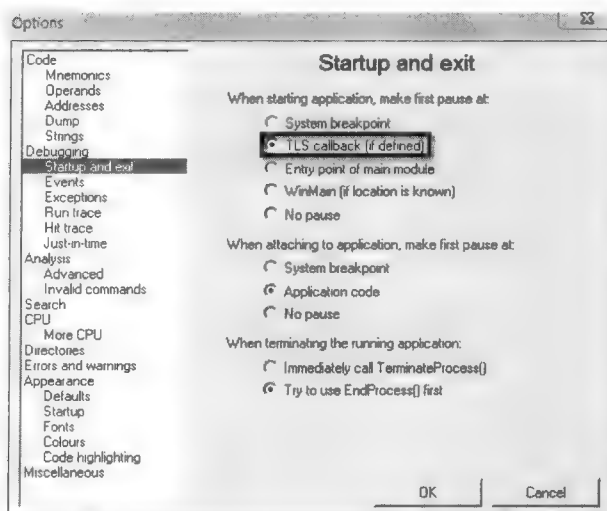 Options
Code
Mnemonics
Operands
Addresses
Dump
Strings
Debugging
Startup and exit
Events
Exceptions
Run trace
Hit trace
Just-in-time
Analysis
Advanced
Invalid commands
Search
CPU
More CPU
Directories
Errors and warnings
Appearance
Defaults
Startup
Fonts
Colours
Code highlighting
Miscellaneous
Startup and exit
When starting application, make first pause at:
System breakpoint
TLS callback (if defined)
Entry point of main module
WinMain (if location is known)
No pause
When attaching to application, make first pause at:
System breakpoint
Application code
No pause
When terminating the running application:
Immediately call TerminateProcess()
Try to use EndProcess() first
OK
Cancel